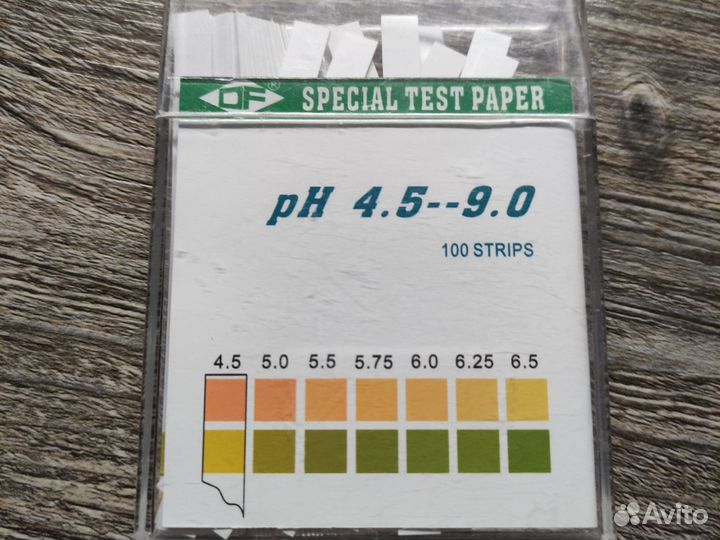 DF® SPECIAL TEST PAPER
pH 4.5--9.0
100 STRIPS
4.5 5.0 5.5 5.75 6.0 6.25 6.5
Avito